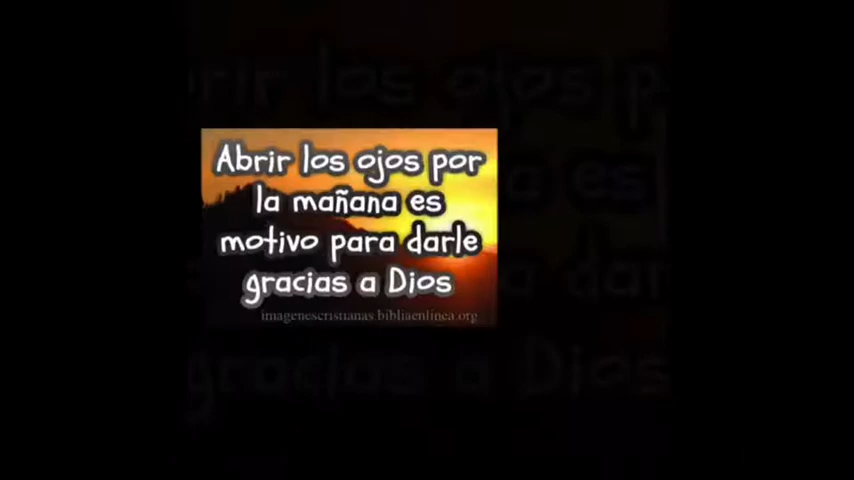 Abrir los ojos por
la mañana es
motivo para darle
gracias a Dios
imagenescristianas.bibliaenlinea.org